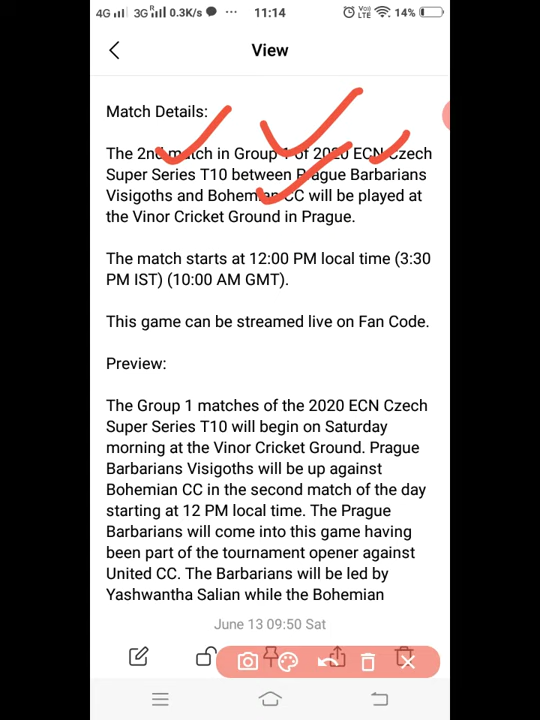 4G 3G R 0.3K/s ... 11:14 Vo) LTE 14%
View
Match Details:
The 2nd match in Group 1 of 2020 ECN Czech
Super Series T10 between Prague Barbarians
Visigoths and Bohemian CC will be played at
the Vinor Cricket Ground in Prague.
The match starts at 12:00 PM local time (3:30
PM IST) (10:00 AM GMT).
This game can be streamed live on Fan Code.
Preview:
The Group 1 matches of the 2020 ECN Czech
Super Series T10 will begin on Saturday
morning at the Vinor Cricket Ground. Prague
Barbarians Visigoths will be up against
Bohemian CC in the second match of the day
starting at 12 PM local time. The Prague
Barbarians will come into this game having
been part of the tournament opener against
United CC. The Barbarians will be led by
Yashwantha Salian while the Bohemian
June 13 09:50 Sat